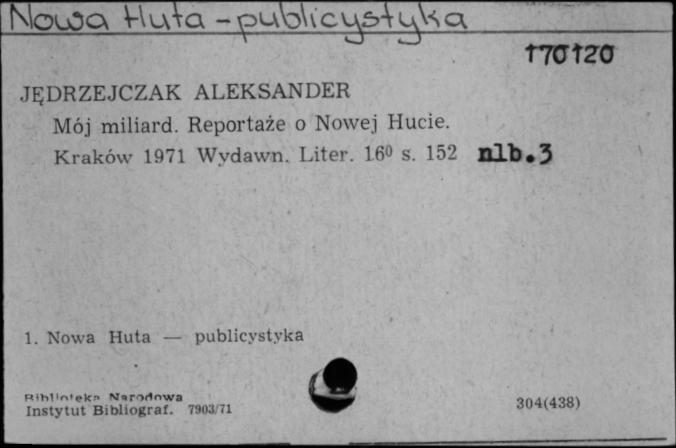 Nowa Huta - publicystyka
170120
JĘDRZEJCZAK ALEKSANDER
Mój miliard. Reportaże o Nowej Hucie.
Kraków 1971 Wydawn. Liter. 16⁰ s. 152 nlb.3
1. Nowa Huta — publicystyka
Biblioteka Narodowa
Instytut Bibliograf. 7903/71
304(438)